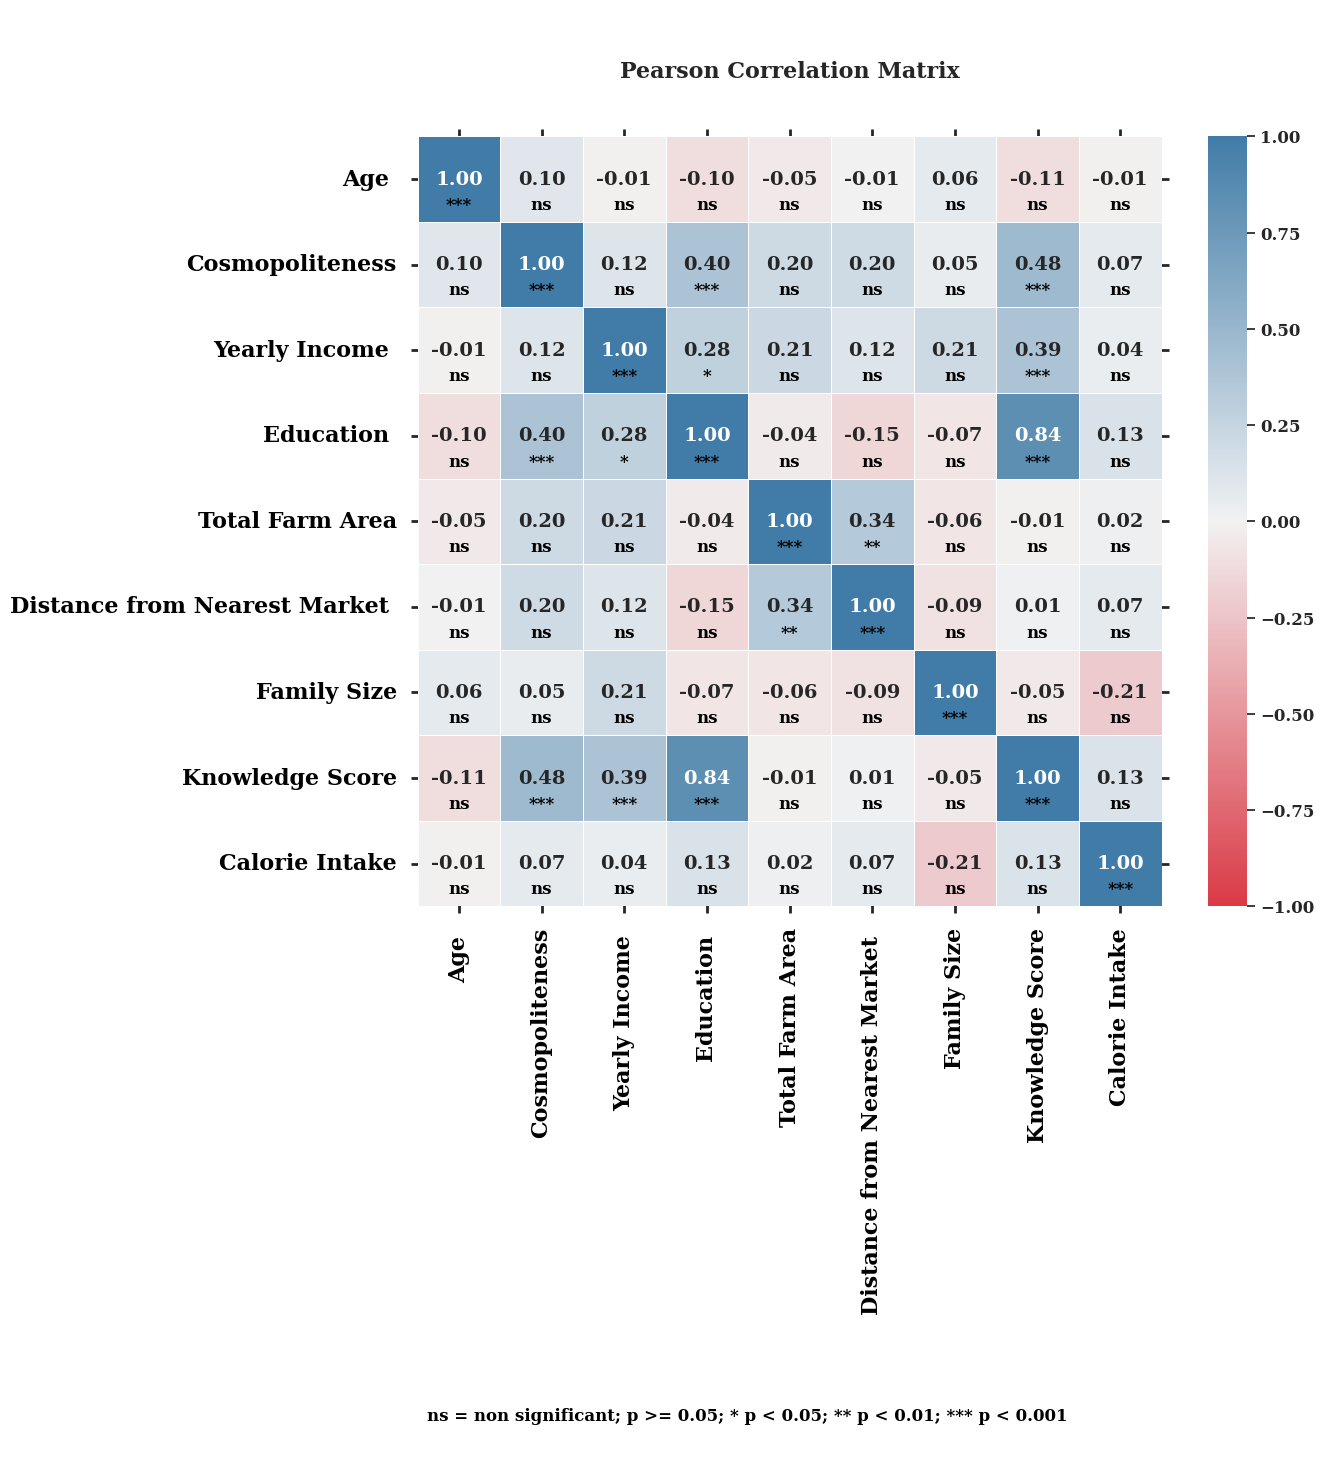 Pearson Correlation Matrix
Age 1.00 0.10 -0.01 -0.10 -0.05 -0.01 0.06 -0.11 -0.01
*** ns ns ns ns ns ns ns ns
Cosmopoliteness 0.10 1.00 0.12 0.40 0.20 0.20 0.05 0.48 0.07
ns *** ns *** ns ns ns *** ns
Yearly Income -0.01 0.12 1.00 0.28 0.21 0.12 0.21 0.39 0.04
ns ns *** * ns ns ns *** ns
Education -0.10 0.40 0.28 1.00 -0.04 -0.15 -0.07 0.84 0.13
ns *** * *** ns ns ns *** ns
Total Farm Area -0.05 0.20 0.21 -0.04 1.00 0.34 -0.06 -0.01 0.02
ns ns ns ns *** ** ns ns ns
Distance from Nearest Market -0.01 0.20 0.12 -0.15 0.34 1.00 -0.09 0.01 0.07
ns ns ns ns ** *** ns ns ns
Family Size 0.06 0.05 0.21 -0.07 -0.06 -0.09 1.00 -0.05 -0.21
ns ns ns ns ns ns *** ns ns
Knowledge Score -0.11 0.48 0.39 0.84 -0.01 0.01 -0.05 1.00 0.13
ns *** *** *** ns ns ns *** ns
Calorie Intake -0.01 0.07 0.04 0.13 0.02 0.07 -0.21 0.13 1.00
ns ns ns ns ns ns ns ns ***
Age
Cosmopoliteness
Yearly Income
Education
Total Farm Area
Distance from Nearest Market
Family Size
Knowledge Score
Calorie Intake
1.00
0.75
0.50
0.25
0.00
−0.25
−0.50
−0.75
−1.00
ns = non significant; p >= 0.05; * p < 0.05; ** p < 0.01; *** p < 0.001